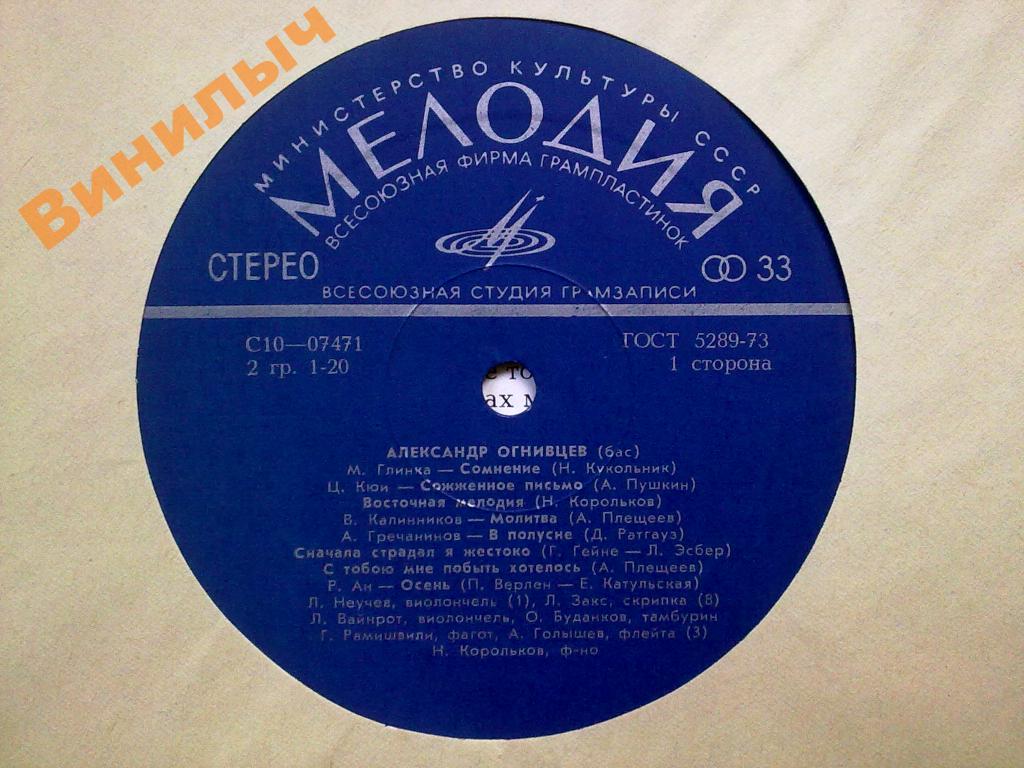 Винилыч
МИНИСТЕРСТВО КУЛЬТУРЫ СССР
МЕЛОДИЯ
ВСЕСОЮЗНАЯ ФИРМА ГРАМПЛАСТИНОК
СТЕРЕО
33
ВСЕСОЮЗНАЯ СТУДИЯ ГРАМЗАПИСИ
С10—07471
ГОСТ 5289-73
2 гр. 1-20
1 сторона
е то
ах м
АЛЕКСАНДР ОГНИВЦЕВ (бас)
М. Глинка — Сомнение (Н. Кукольник)
Ц. Кюи — Сожженное письмо (А. Пушкин)
Восточная мелодия (Н. Корольков)
В. Калинников — Молитва (А. Плещеев)
А. Гречанинов — В полусне (Д. Ратгауз)
Сначала страдал я жестоко (Г. Гейне — Л. Эсбер)
С тобою мне побыть хотелось (А. Плещеев)
Р. Ан — Осень (П. Верлен — Е. Катульская)
Л. Неучев, виолончель (1), Л. Закс, скрипка (8)
Л. Вайнрот, виолончель, О. Буданков, тамбурин
Г. Рамишвили, фагот, А. Голышев, флейта (3)
Н. Корольков, ф-но